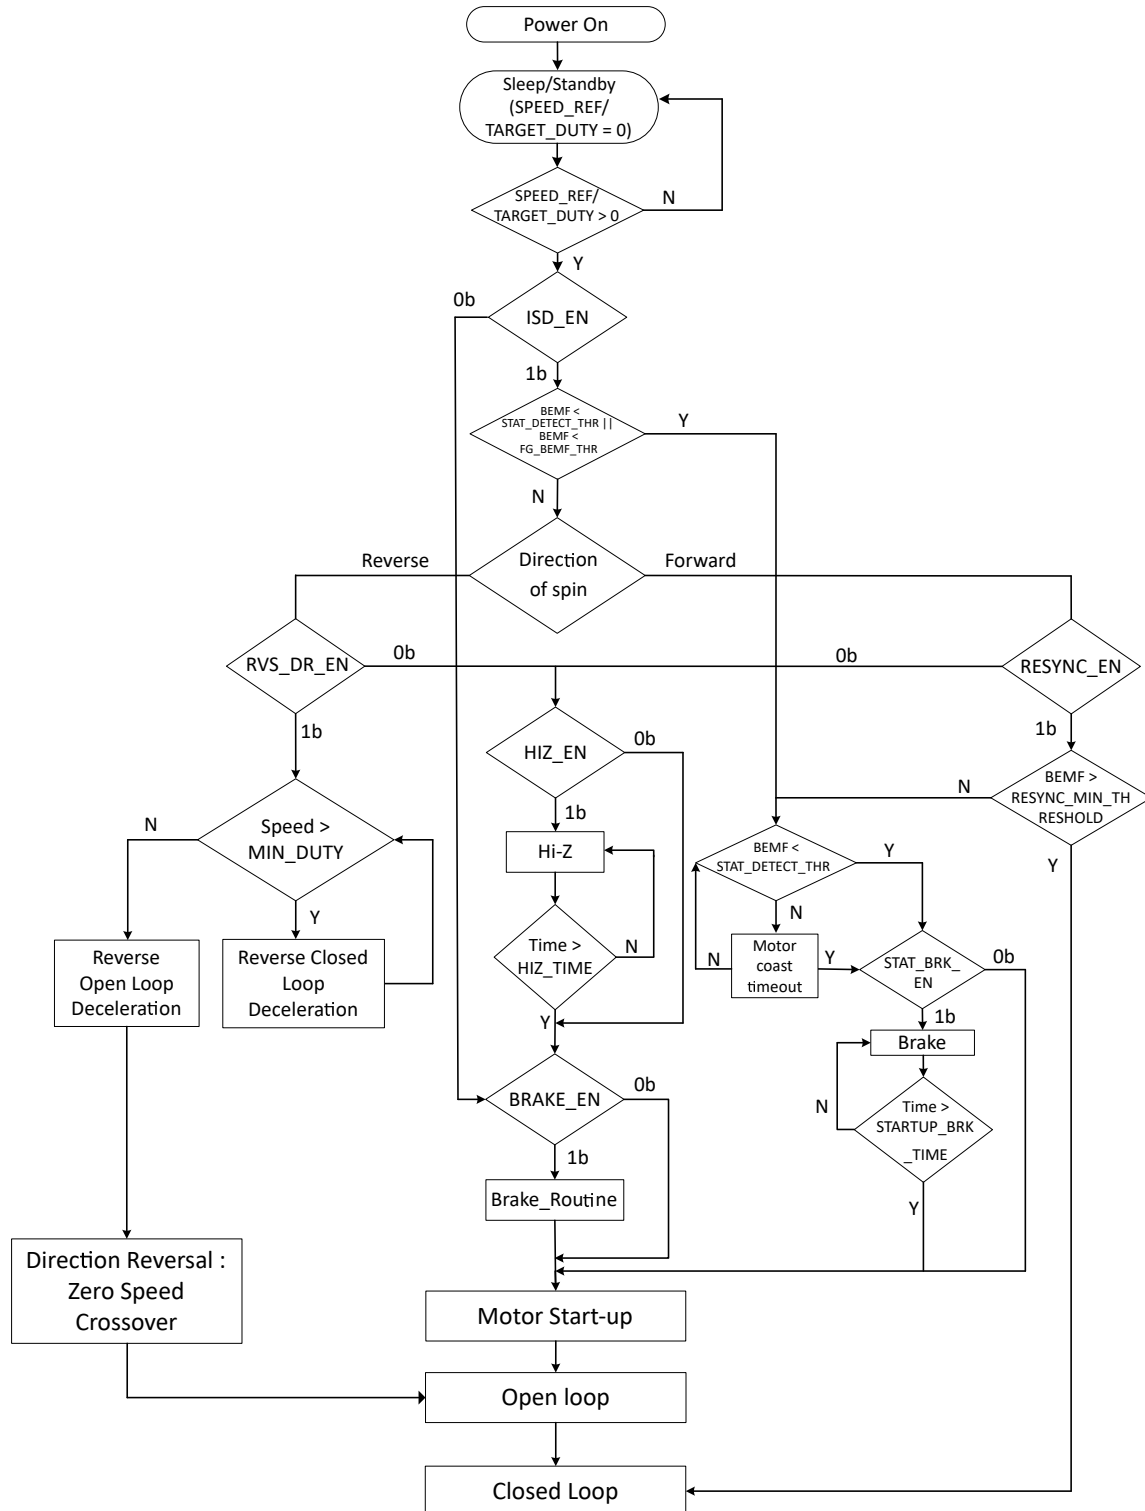 Power On
Sleep/Standby
(SPEED_REF/
TARGET_DUTY = 0)
SPEED_REF/
TARGET_DUTY > 0
N
Y
0b
ISD_EN
1b
BEMF <
STAT_DETECT_THR ||
BEMF <
FG_BEMF_THR
Y
N
Reverse
Direction
of spin
Forward
RVS_DR_EN
0b
0b
RESYNC_EN
1b
1b
HIZ_EN
0b
BEMF >
RESYNC_MIN_TH
RESHOLD
N
Y
1b
Speed >
MIN_DUTY
N
Y
Hi-Z
BEMF <
STAT_DETECT_THR
Y
N
Time >
HIZ_TIME
N
Y
Reverse
Open Loop
Deceleration
Reverse Closed
Loop
Deceleration
N
Motor
coast
timeout
Y
STAT_BRK_
EN
0b
1b
Brake
BRAKE_EN
0b
1b
N
Time >
STARTUP_BRK
_TIME
Y
Brake_Routine
Direction Reversal :
Zero Speed
Crossover
Motor Start-up
Open loop
Closed Loop